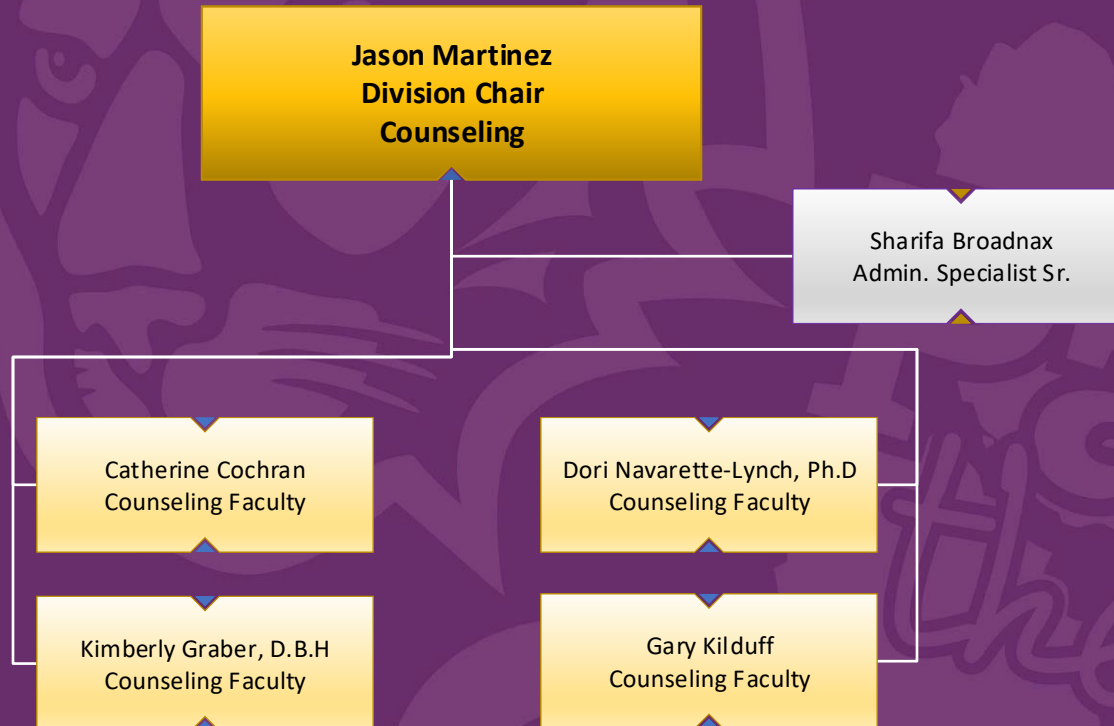 Jason Martinez
Division Chair
Counseling
Sharifa Broadnax
Admin. Specialist Sr.
Catherine Cochran
Counseling Faculty
Dori Navarette-Lynch, Ph.D
Counseling Faculty
Kimberly Graber, D.B.H
Counseling Faculty
Gary Kilduff
Counseling Faculty